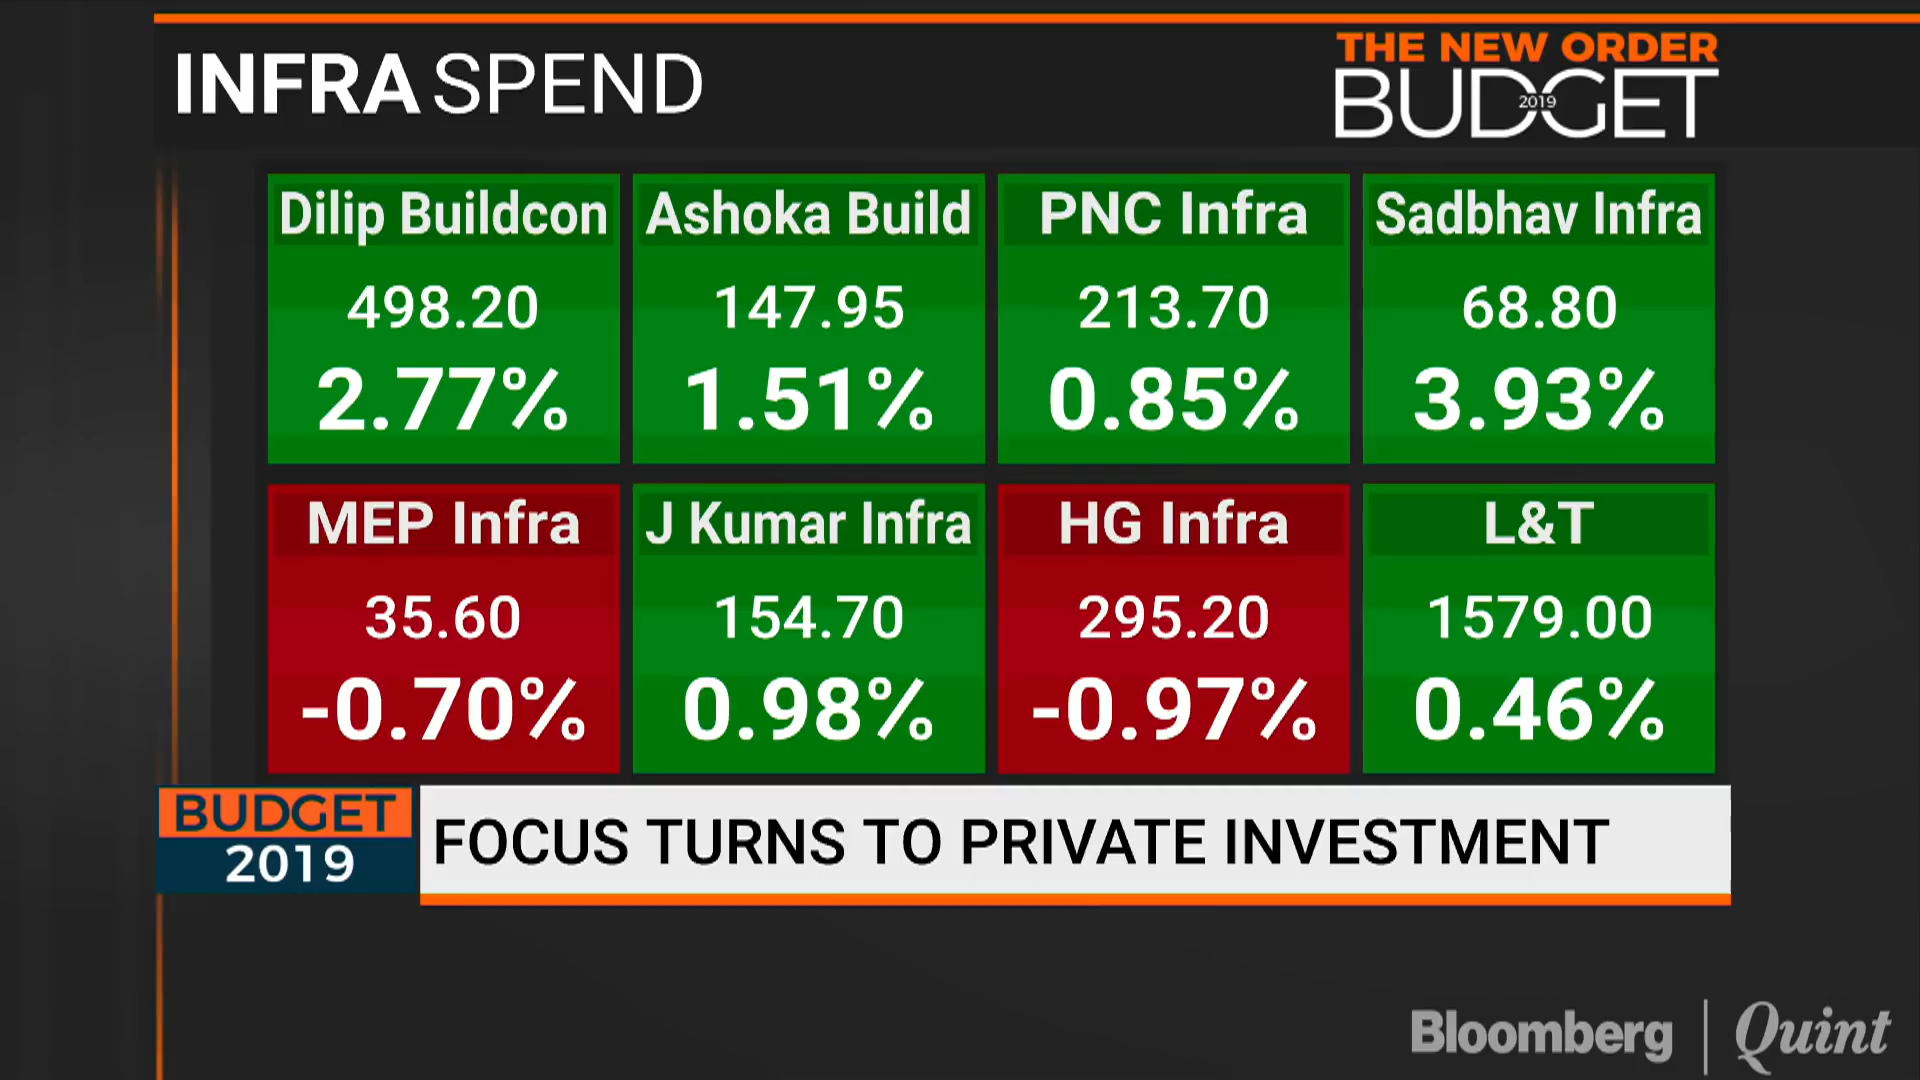 INFRA SPEND
THE NEW ORDER
BUDGET
2019
Dilip Buildcon
498.20
2.77%
Ashoka Build
147.95
1.51%
PNC Infra
213.70
0.85%
Sadbhav Infra
68.80
3.93%
MEP Infra
35.60
-0.70%
J Kumar Infra
154.70
0.98%
HG Infra
295.20
-0.97%
L&T
1579.00
0.46%
BUDGET
2019
FOCUS TURNS TO PRIVATE INVESTMENT
Bloomberg | Quint